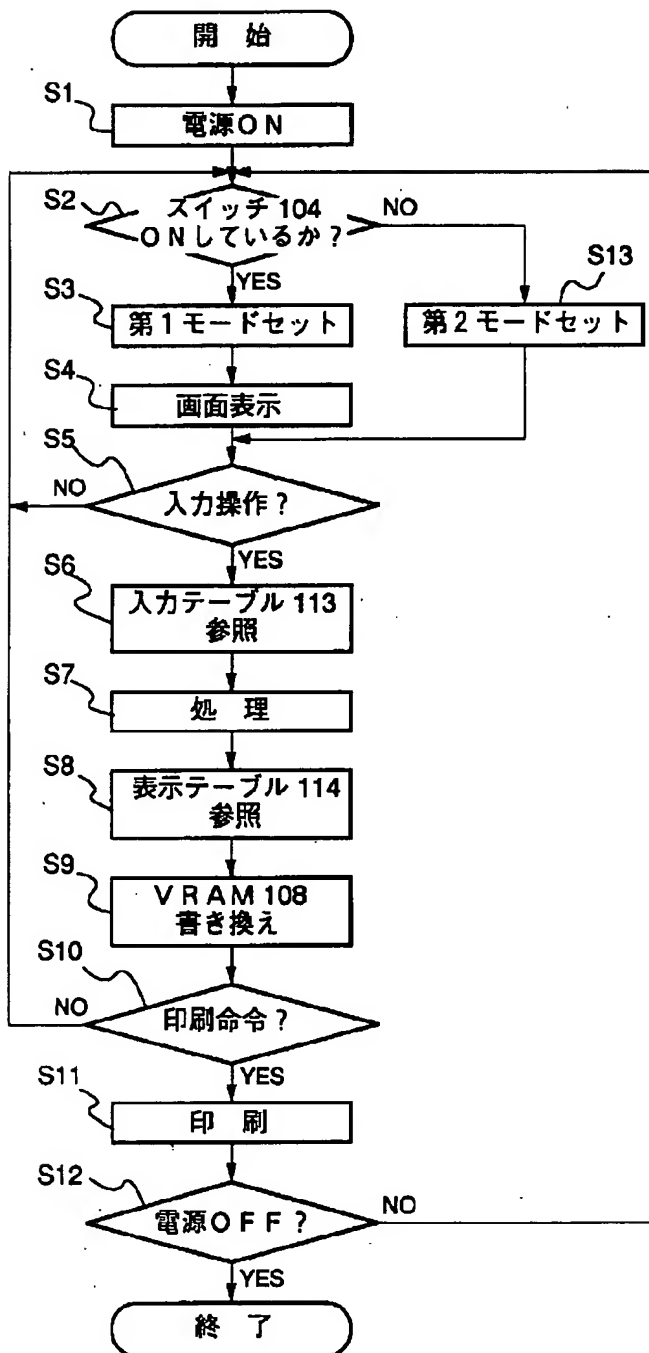 開 始
S1
電源ON
S2
スイッチ104
ONしているか？
NO
YES
S13
S3
第1モードセット
第2モードセット
S4
画面表示
S5
NO
入力操作？
YES
S6
入力テーブル113
参照
S7
処 理
S8
表示テーブル114
参照
S9
VRAM108
書き換え
S10
NO
印刷命令？
YES
S11
印 刷
S12
電源OFF？
NO
YES
終 了